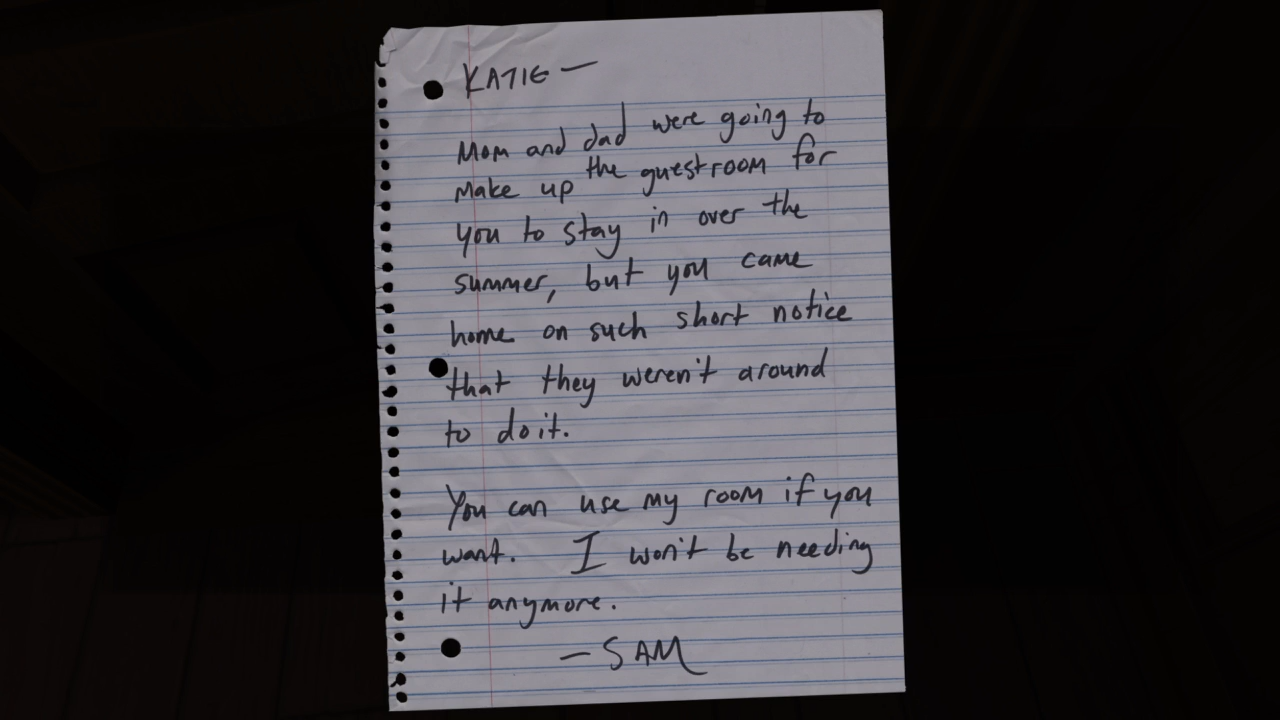 KATIE —
Mom and dad were going to
make up the guestroom for
you to stay in over the
summer, but you came
home on such short notice
that they weren't around
to do it.
You can use my room if you
want. I won't be needing
it anymore.
— SAM